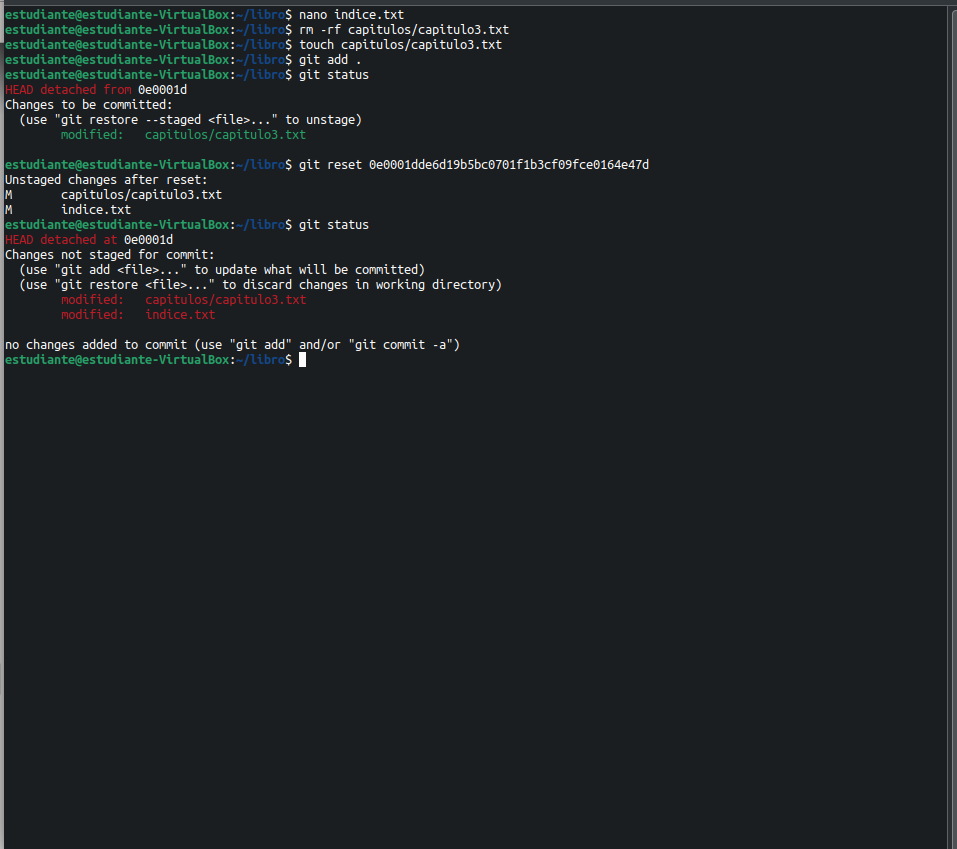 estudiante@estudiante-VirtualBox:~/libro$ nano indice.txt
estudiante@estudiante-VirtualBox:~/libro$ rm -rf capitulos/capitulo3.txt
estudiante@estudiante-VirtualBox:~/libro$ touch capitulos/capitulo3.txt
estudiante@estudiante-VirtualBox:~/libro$ git add .
estudiante@estudiante-VirtualBox:~/libro$ git status
HEAD detached from 0e0001d
Changes to be committed:
  (use "git restore --staged <file>..." to unstage)
        modified:   capitulos/capitulo3.txt

estudiante@estudiante-VirtualBox:~/libro$ git reset 0e0001dde6d19b5bc0701f1b3cf09fce0164e47d
Unstaged changes after reset:
M       capitulos/capitulo3.txt
M       indice.txt
estudiante@estudiante-VirtualBox:~/libro$ git status
HEAD detached at 0e0001d
Changes not staged for commit:
  (use "git add <file>..." to update what will be committed)
  (use "git restore <file>..." to discard changes in working directory)
        modified:   capitulos/capitulo3.txt
        modified:   indice.txt

no changes added to commit (use "git add" and/or "git commit -a")
estudiante@estudiante-VirtualBox:~/libro$